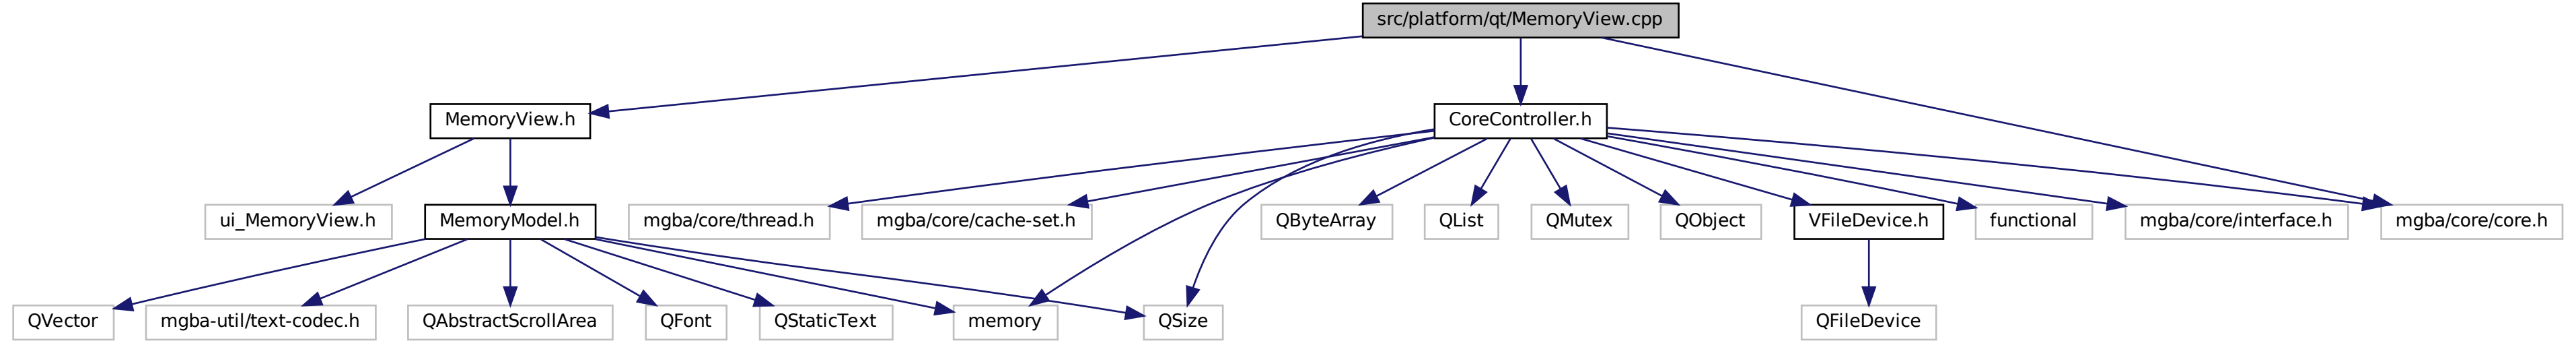 src/platform/qt/MemoryView.cpp
MemoryView.h
CoreController.h
ui_MemoryView.h
MemoryModel.h
mgba/core/thread.h
mgba/core/cache-set.h
QByteArray
QList
QMutex
QObject
VFileDevice.h
functional
mgba/core/interface.h
mgba/core/core.h
QVector
mgba-util/text-codec.h
QAbstractScrollArea
QFont
QStaticText
memory
QSize
QFileDevice